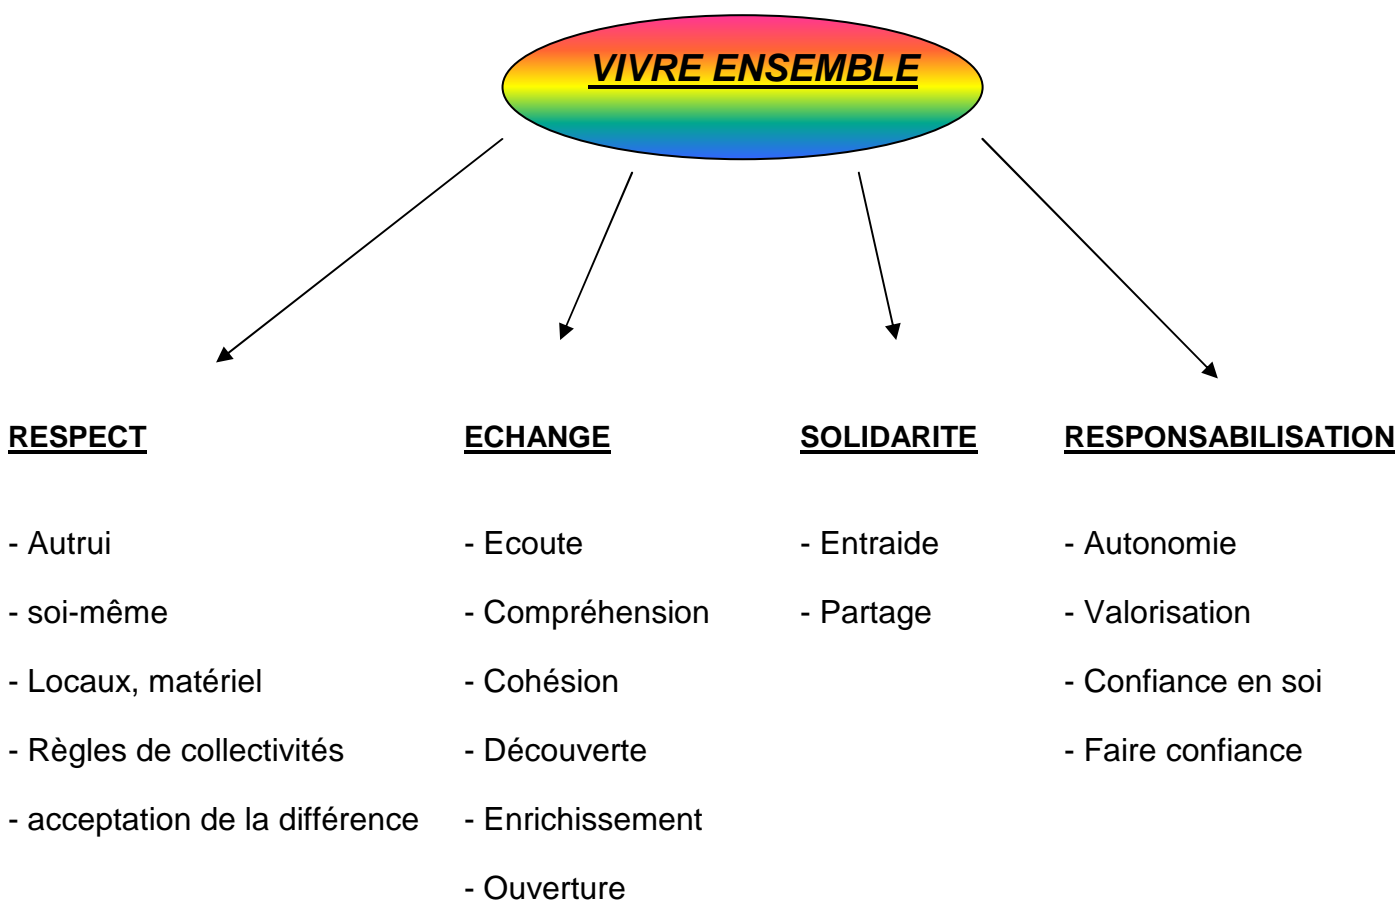 VIVRE ENSEMBLE
RESPECT
- Autrui
- soi-même
- Locaux, matériel
- Règles de collectivités
- acceptation de la différence
ECHANGE
- Ecoute
- Compréhension
- Cohésion
- Découverte
- Enrichissement
- Ouverture
SOLIDARITE
- Entraide
- Partage
RESPONSABILISATION
- Autonomie
- Valorisation
- Confiance en soi
- Faire confiance